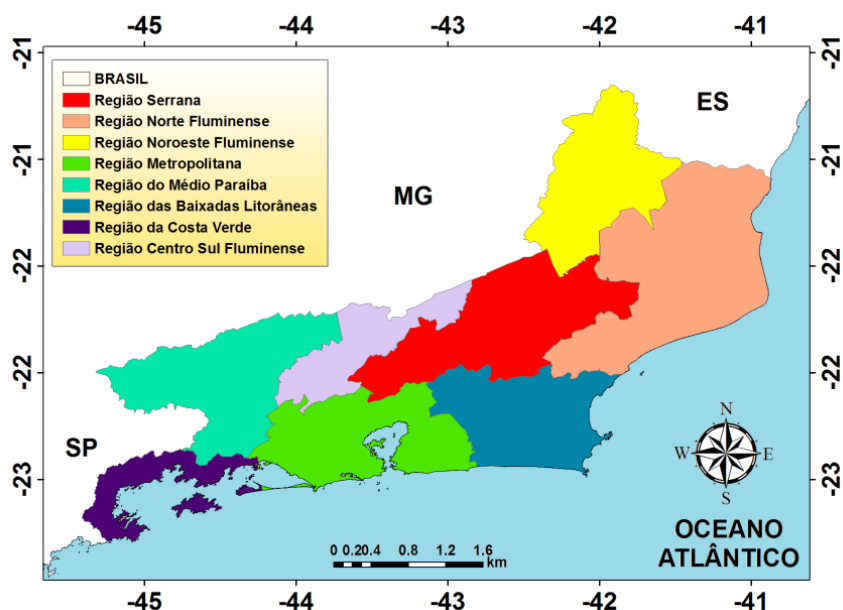 -45 -44 -43 -42 -41
-21 -21
BRASIL
Região Serrana
Região Norte Fluminense
Região Noroeste Fluminense
Região Metropolitana
Região do Médio Paraíba
Região das Baixadas Litorâneas
Região da Costa Verde
Região Centro Sul Fluminense
ES
-21 -21
MG
-22 -22
-22 -22
SP
N
W E
S
-23 -23
OCEANO
ATLÂNTICO
0 0.20.4 0.8 1.2 1.6
km
-45 -44 -43 -42 -41